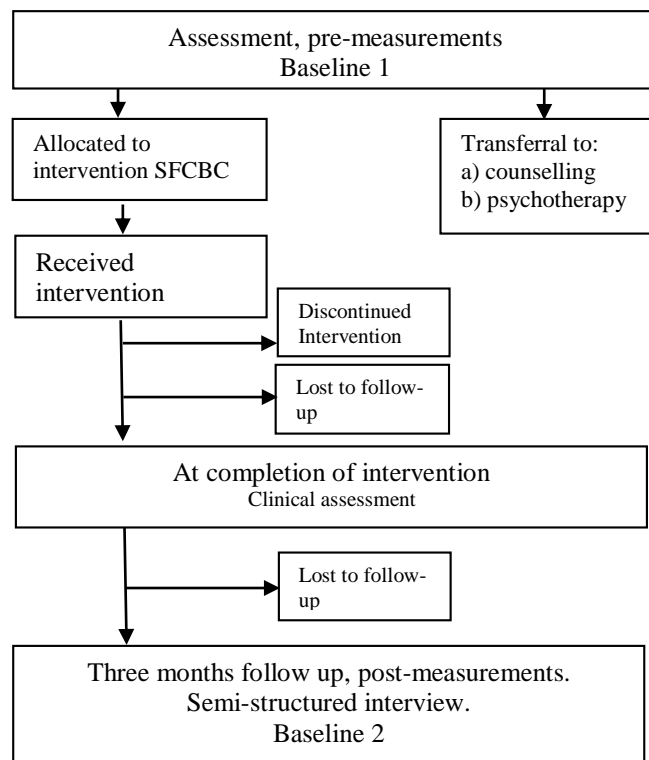 Assessment, pre-measurements
Baseline 1
Allocated to
intervention SFCBC
Transferral to:
a) counselling
b) psychotherapy
Received
intervention
Discontinued
Intervention
Lost to follow-
up
At completion of intervention
Clinical assessment
Lost to follow-
up
Three months follow up, post-measurements.
Semi-structured interview.
Baseline 2